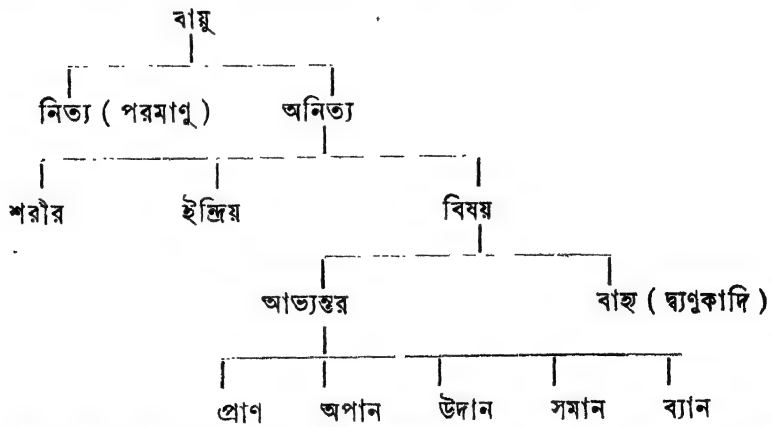 বায়ু
নিত্য ( পরমাণু ) অনিত্য
শরীর ইন্দ্রিয় বিষয়
আভ্যন্তর বাহ্য ( দ্ব্যণুকাদি )
প্রাণ অপান উদান সমান ব্যান